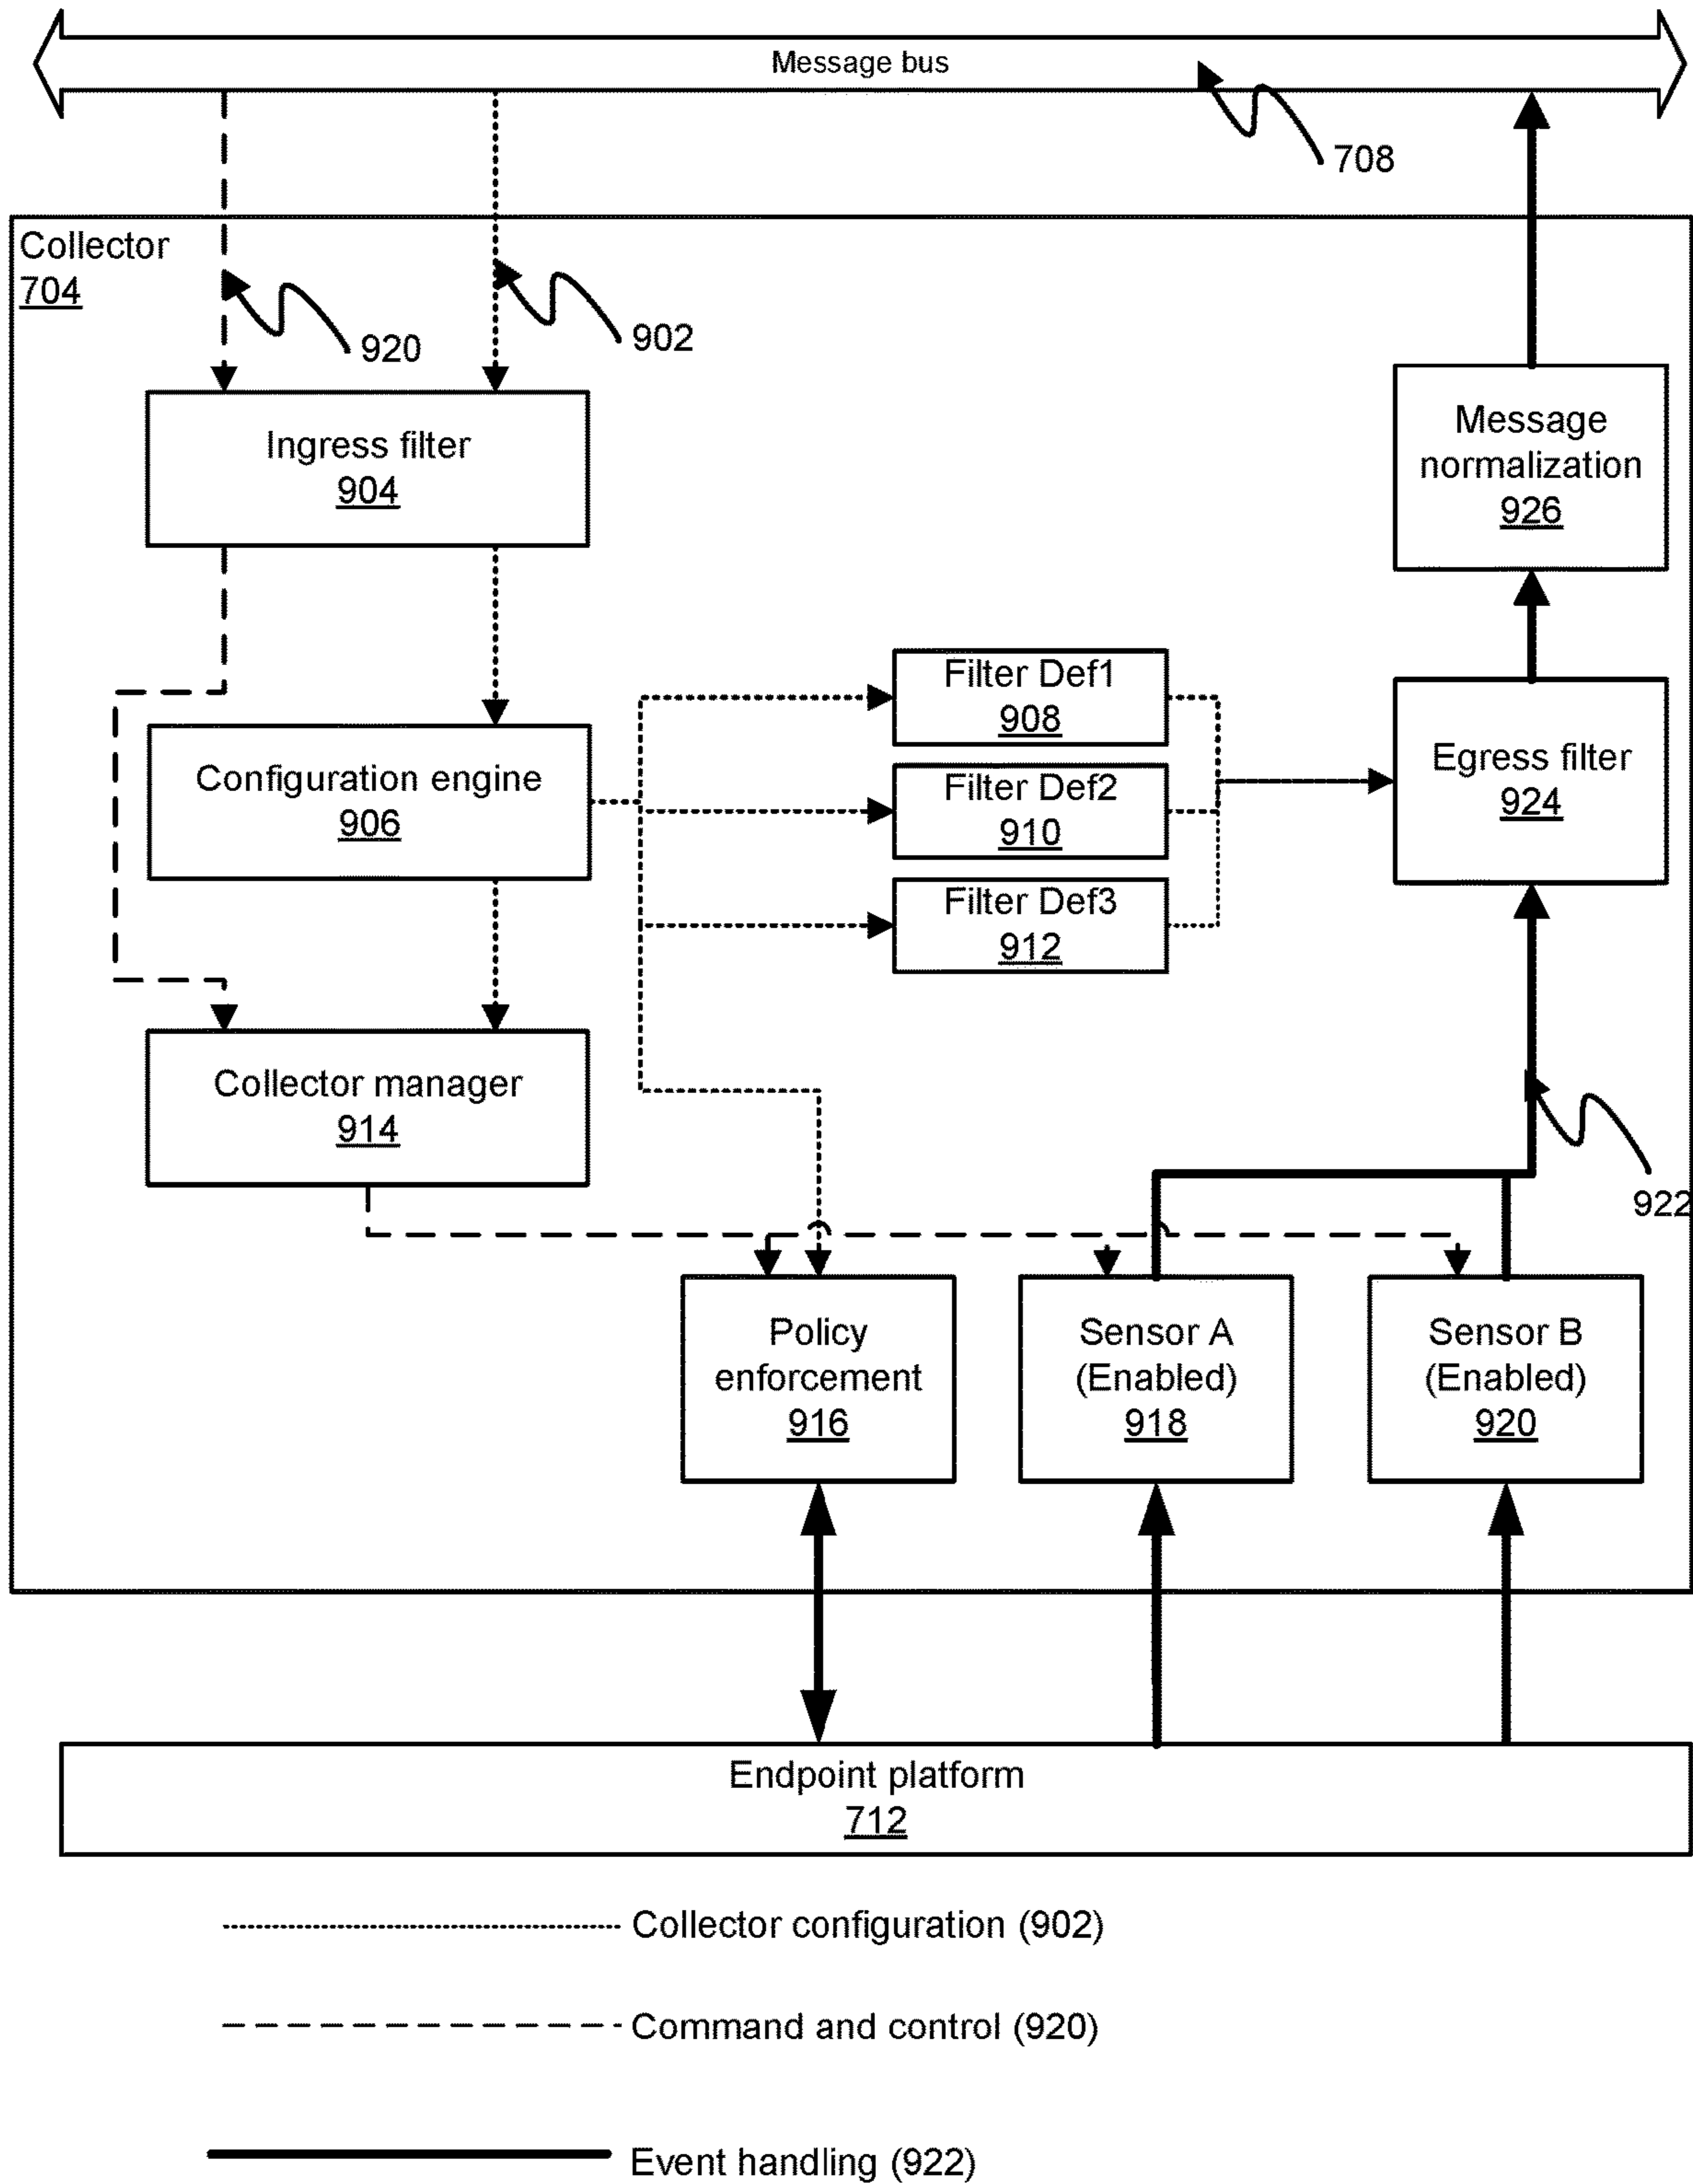 Message bus
708
Collector
704
920
902
Ingress filter
904
Message
normalization
926
Filter Def1
908
Configuration engine
906
Filter Def2
910
Egress filter
924
Filter Def3
912
Collector manager
914
922
Policy
enforcement
916
Sensor A
(Enabled)
918
Sensor B
(Enabled)
920
Endpoint platform
712
Collector configuration (902)
Command and control (920)
Event handling (922)